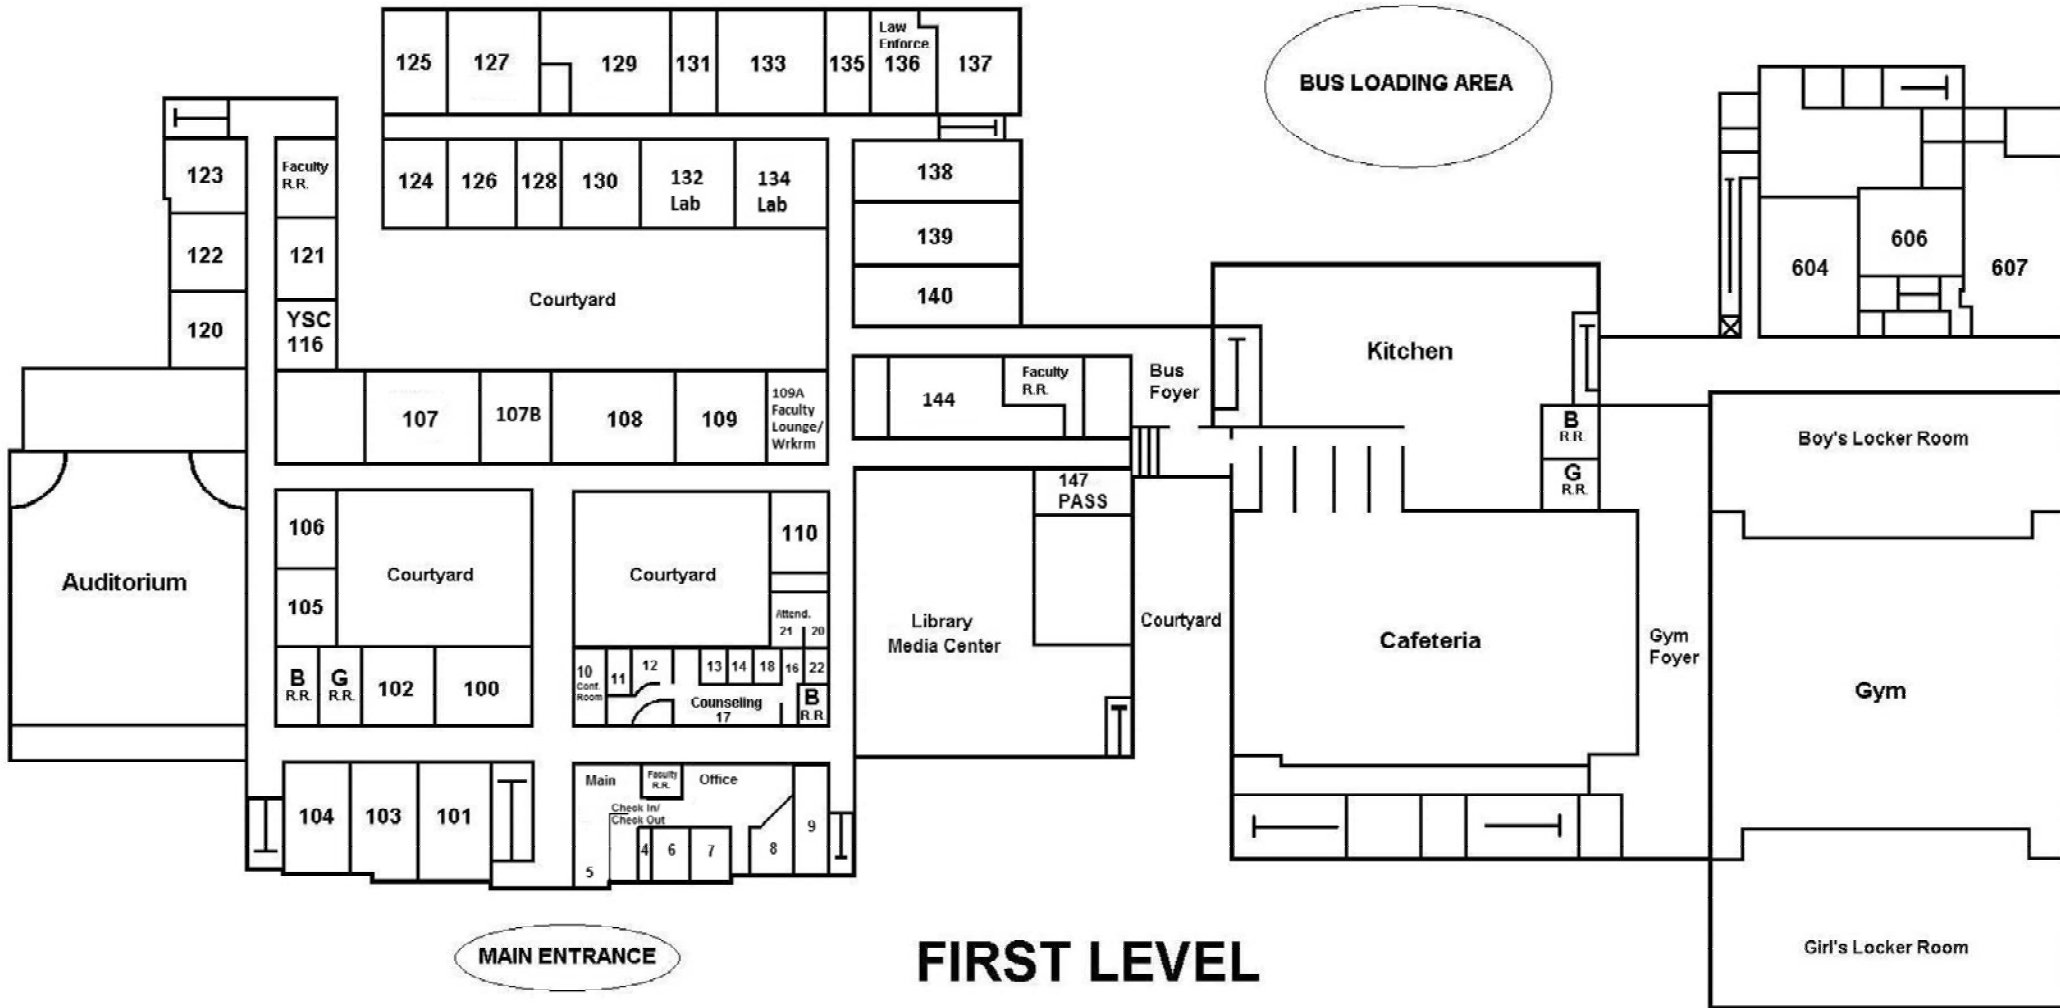 125
127
129
131
133
135
Law
Enforce
136
137
BUS LOADING AREA
123
Faculty
R.R.
124
126
128
130
132
Lab
134
Lab
138
122
121
139
606
604
607
120
YSC
116
Courtyard
140
Kitchen
107
107B
108
109
109A
Faculty
Lounge/
Wrkrm
144
Faculty
R.R.
Bus
Foyer
B
R.R.
G
R.R.
Boy's Locker Room
106
Courtyard
Courtyard
110
147
PASS
Auditorium
105
Attend.
21
20
Library
Media Center
Courtyard
Cafeteria
Gym
Foyer
Gym
B
R.R.
G
R.R.
102
100
10
Conf.
Room
11
12
13
14
18
16
22
Counseling
17
B
R.R.
104
103
101
Main
Faculty
R.R.
Office
Check In/
Check Out
5
4
6
7
8
9
MAIN ENTRANCE
FIRST LEVEL
Girl's Locker Room